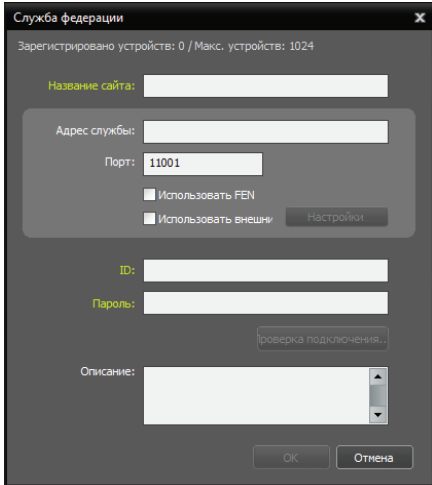 Служба федерации
Зарегистрировано устройств: 0 / Макс. устройств: 1024
Название сайта:
Адрес службы:
Порт: 11001
Использовать FEN
Использовать внешни Настройки
ID:
Пароль:
роверка подключения..
Описание:
OK Отмена